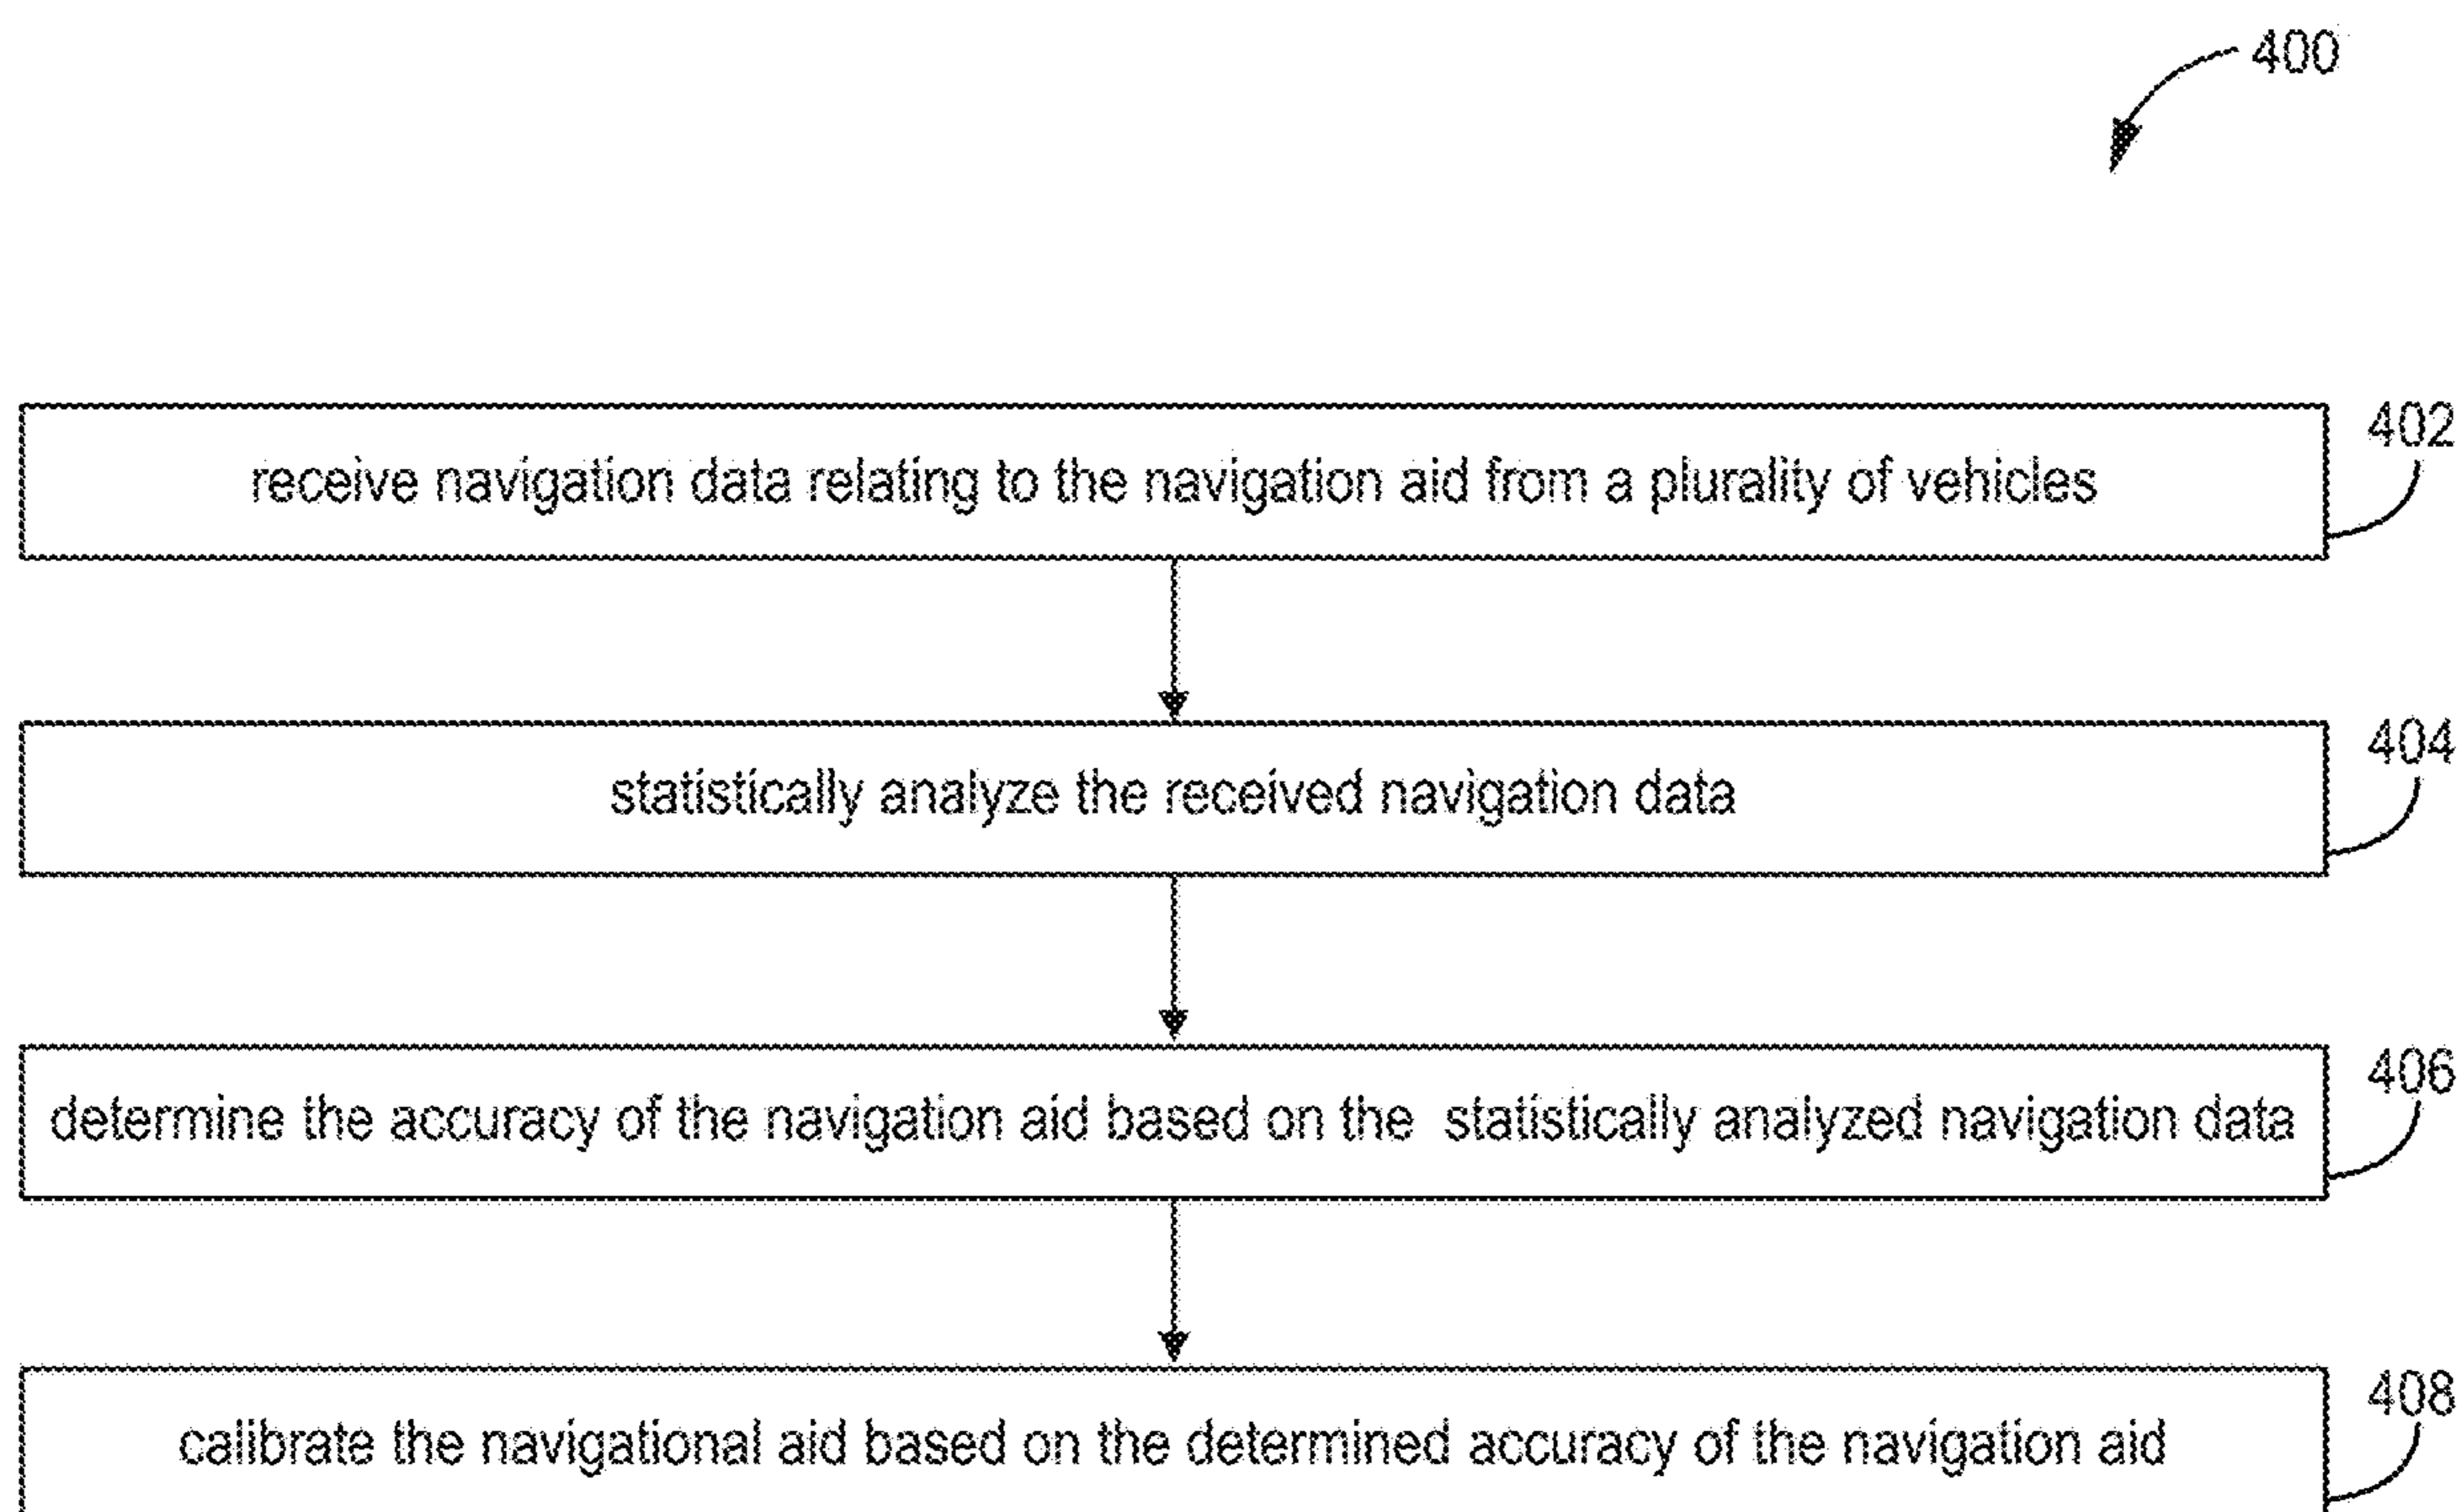 400
402
receive navigation data relating to the navigation aid from a plurality of vehicles
404
statistically analyze the received navigation data
406
determine the accuracy of the navigation aid based on the statistically analyzed navigation data
408
calibrate the navigational aid based on the determined accuracy of the navigation aid